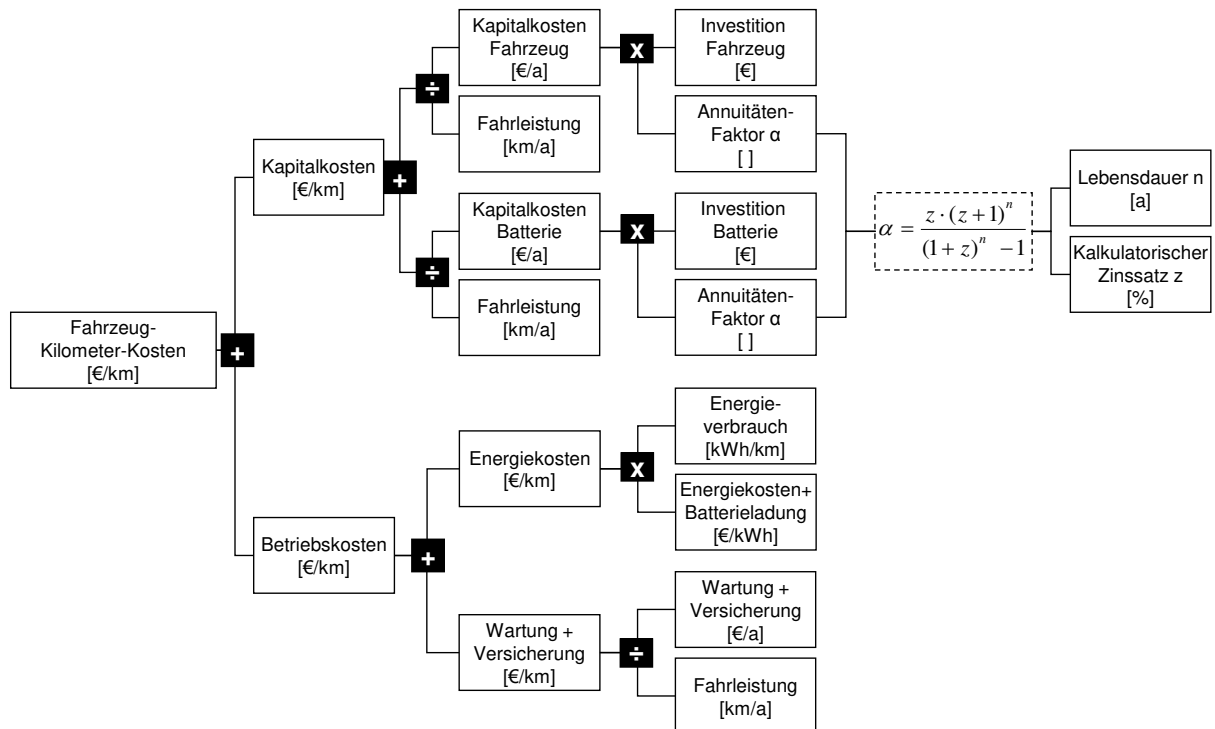 Fahrzeug-
Kilometer-Kosten
[€/km]
+
Kapitalkosten
[€/km]
+
÷
Kapitalkosten
Fahrzeug
[€/a]
x
Investition
Fahrzeug
[€]
Annuitäten-
Faktor α
[ ]
Fahrleistung
[km/a]
÷
Kapitalkosten
Batterie
[€/a]
x
Investition
Batterie
[€]
Annuitäten-
Faktor α
[ ]
Fahrleistung
[km/a]
α = z · (z + 1)^n / (1 + z)^n − 1
Lebensdauer n
[a]
Kalkulatorischer
Zinssatz z
[%]
Betriebskosten
[€/km]
+
Energiekosten
[€/km]
x
Energie-
verbrauch
[kWh/km]
Energiekosten+
Batterieladung
[€/kWh]
Wartung +
Versicherung
[€/km]
÷
Wartung +
Versicherung
[€/a]
Fahrleistung
[km/a]